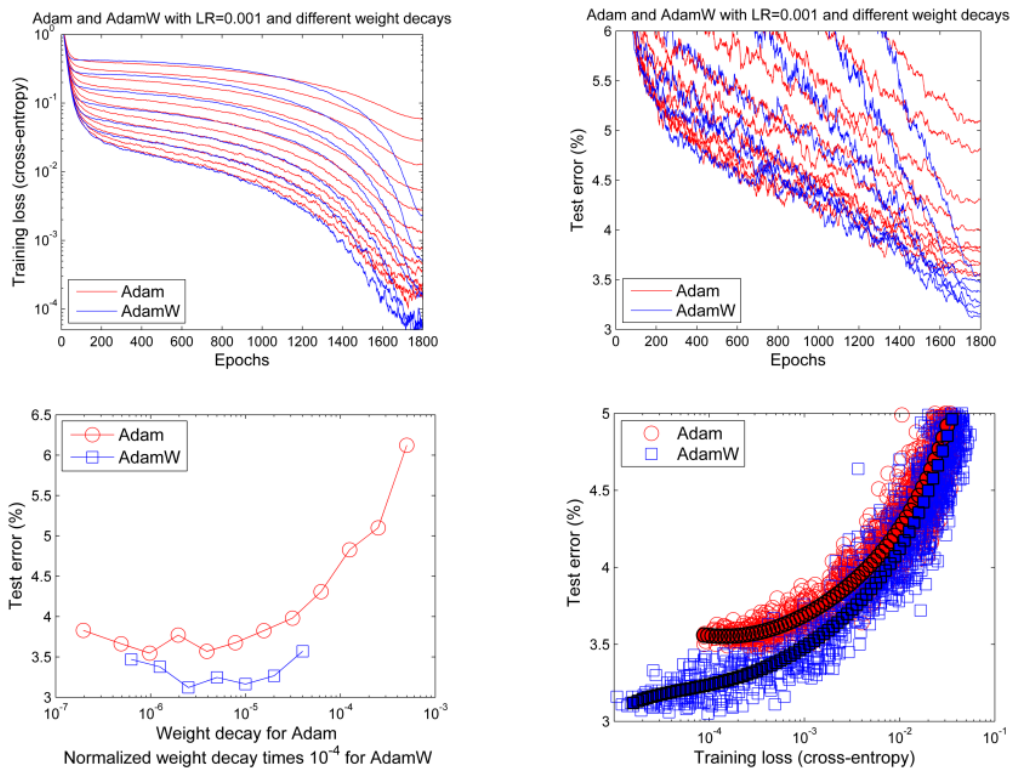 Adam and AdamW with LR=0.001 and different weight decays
10^0
10^-1
10^-2
10^-3
10^-4
Training loss (cross-entropy)
Adam
AdamW
0 200 400 600 800 1000 1200 1400 1600 1800
Epochs
Adam and AdamW with LR=0.001 and different weight decays
6
5.5
5
4.5
4
3.5
3
Test error (%)
Adam
AdamW
200 400 600 800 1000 1200 1400 1600 1800
Epochs
6.5
6
5.5
5
4.5
4
3.5
3
Test error (%)
Adam
AdamW
10^-7 10^-6 10^-5 10^-4 10^-3
Weight decay for Adam
Normalized weight decay times 10^-4 for AdamW
5
4.5
4
3.5
3
Test error (%)
Adam
AdamW
10^-4 10^-3 10^-2 10^-1
Training loss (cross-entropy)